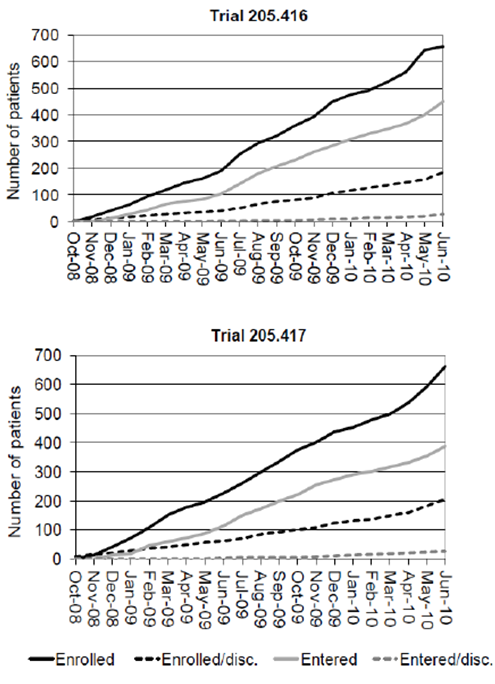 Trial 205.416
Number of patients
700
600
500
400
300
200
100
0
Oct-08
Nov-08
Dec-08
Jan-09
Feb-09
Mar-09
Apr-09
May-09
Jun-09
Jul-09
Aug-09
Sep-09
Oct-09
Nov-09
Dec-09
Jan-10
Feb-10
Mar-10
Apr-10
May-10
Jun-10
Trial 205.417
Number of patients
700
600
500
400
300
200
100
0
Oct-08
Nov-08
Dec-08
Jan-09
Feb-09
Mar-09
Apr-09
May-09
Jun-09
Jul-09
Aug-09
Sep-09
Oct-09
Nov-09
Dec-09
Jan-10
Feb-10
Mar-10
Apr-10
May-10
Jun-10
Enrolled Enrolled/disc. Entered Entered/disc.